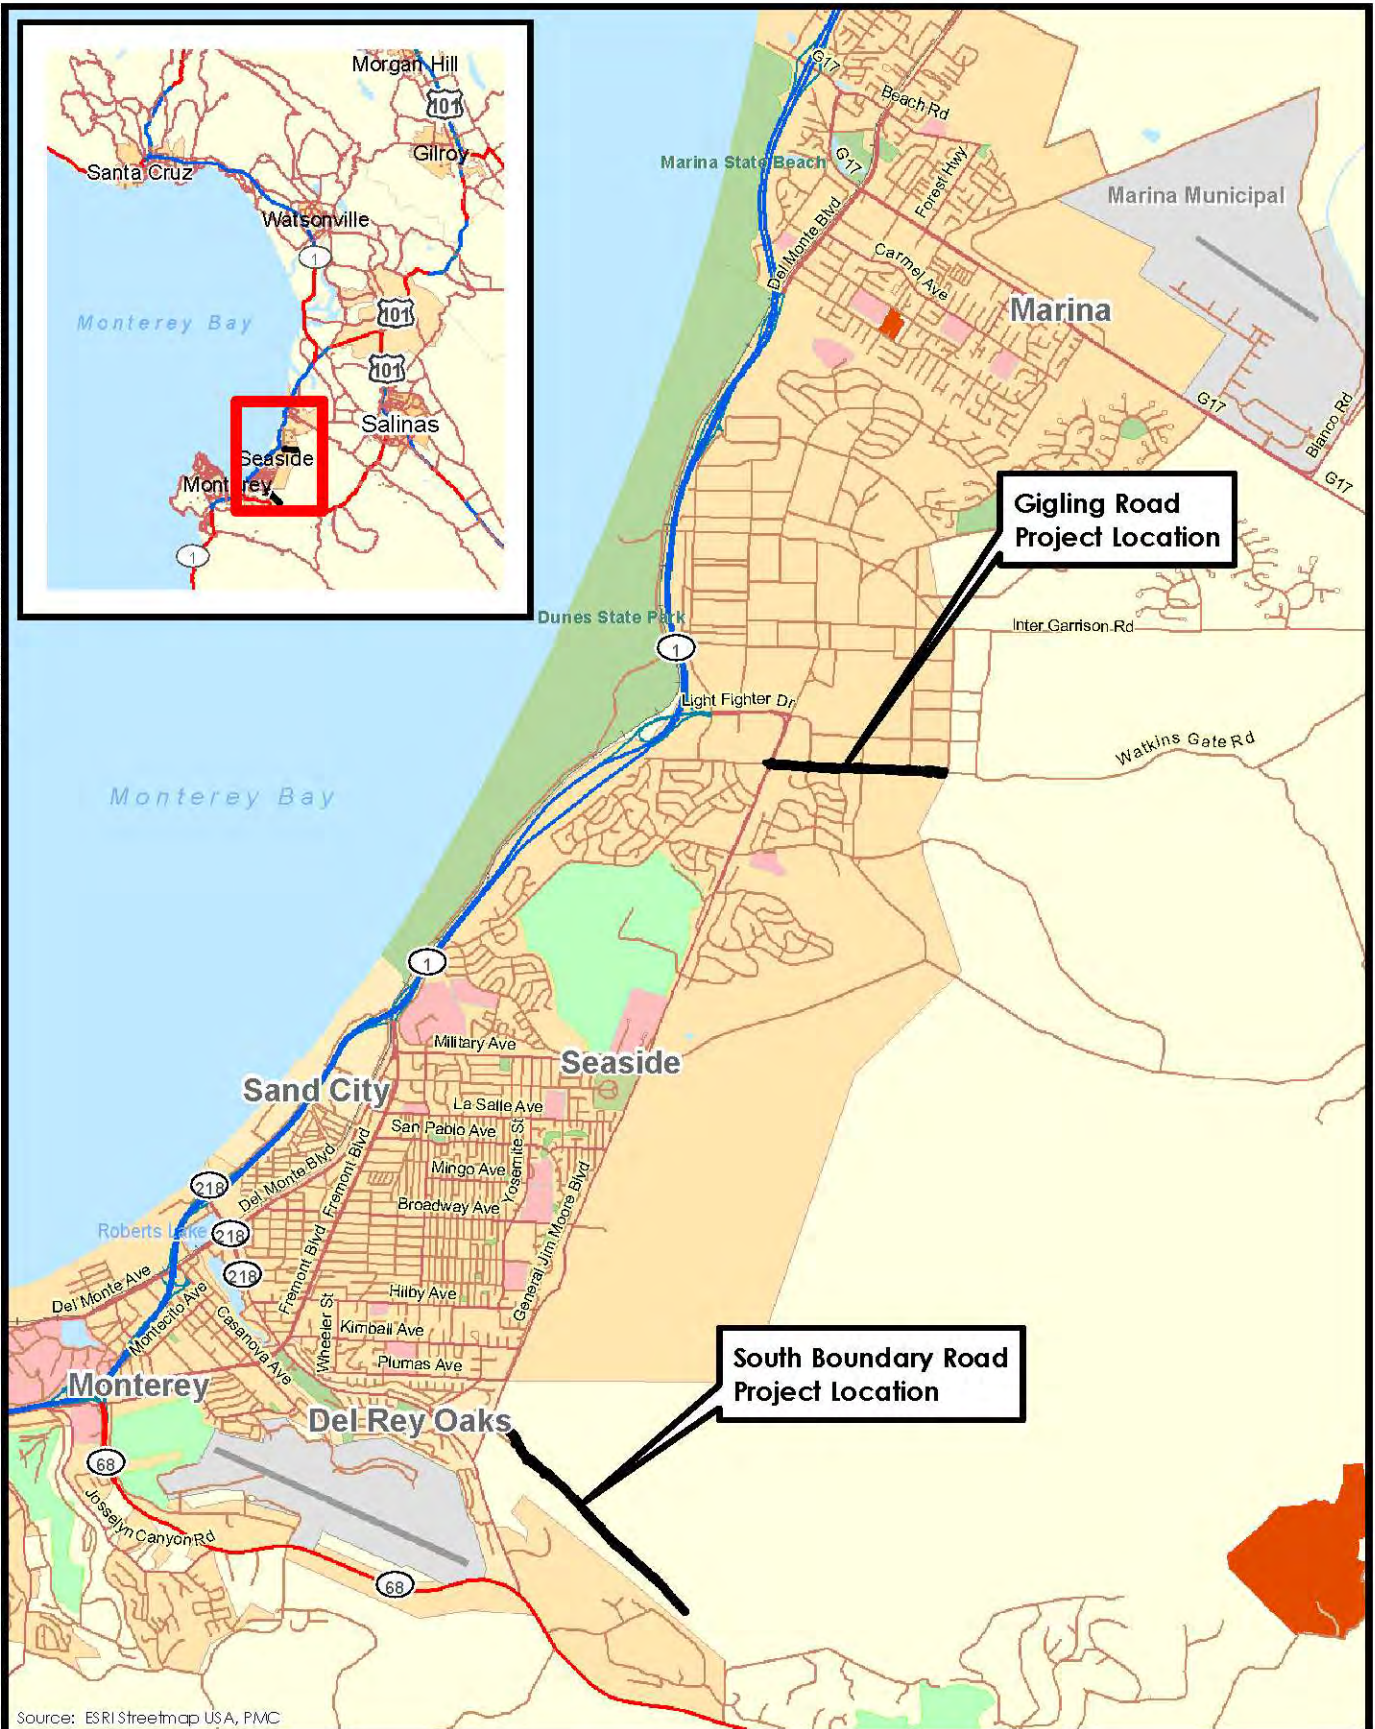 Morgan Hill
101
Gilroy
Santa Cruz
Watsonville
1
Monterey Bay
101
101
Salinas
Seaside
Monterey
1
G17
Beach Rd
Marina State Beach
G17
Forest Hwy
Marina Municipal
Del Monte Blvd
Carmel Ave
Marina
G17
Blanco Rd
G17
Gigling Road
Project Location
Dunes State Park
Inter Garrison Rd
1
Light Fighter Dr
Watkins Gate Rd
Monterey Bay
1
Military Ave
Seaside
Sand City
La Salle Ave
San Pablo Ave
Yosemite St
Mingo Ave
Del Monte Blvd
Fremont Blvd
218
Broadway Ave
General Jim Moore Blvd
Roberts Lake
218
218
Fremont Blvd
Del Monte Ave
Montecito Ave
Hilby Ave
Casanova Ave
Wheeler St
Kimball Ave
Plumas Ave
South Boundary Road
Project Location
Monterey
Del Rey Oaks
68
Josselyn Canyon Rd
68
Source: ESRI Streetmap USA, PMC